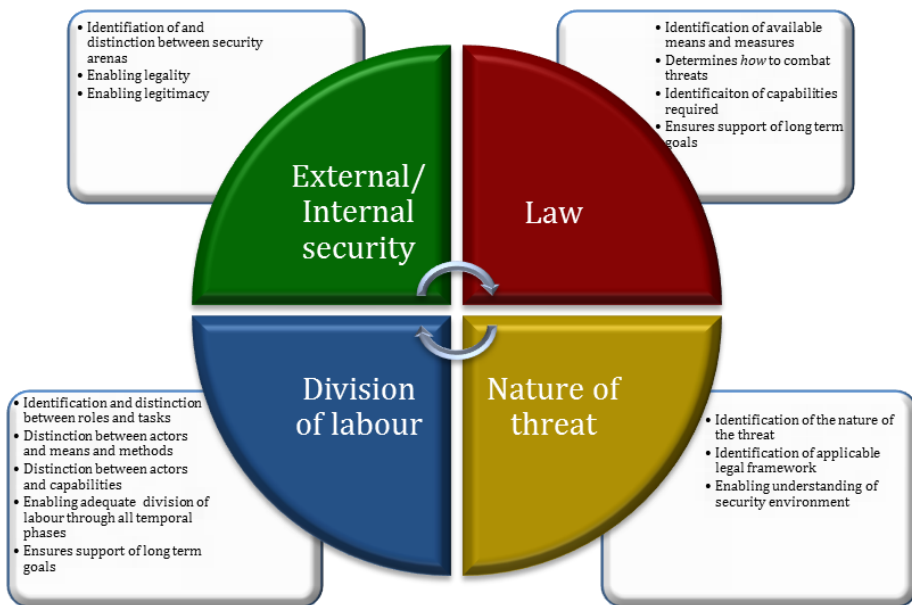 • Identifiation of and
distinction between security
arenas
• Enabling legality
• Enabling legitimacy
• Identification of available
means and measures
• Determines how to combat
threats
• Identificaiton of capabilities
required
• Ensures support of long term
goals
External/
Internal
security
Law
Division
of labour
Nature of
threat
• Identification and distinction
between roles and tasks
• Distinction between actors
and means and methods
• Distinction between actors
and capabilities
• Enabling adequate division of
labour through all temporal
phases
• Ensures support of long term
goals
• Identification of the nature of
the threat
• Identification of applicable
legal framework
• Enabling understanding of
security environment